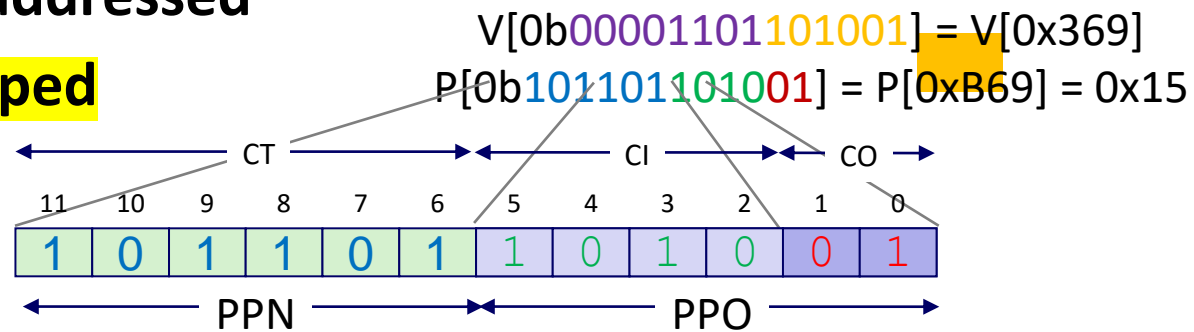 addressed
V[0b00001101101001] = V[0x369]
ped
P[0b101101101001] = P[0xB69] = 0x15
CT CI CO
11 10 9 8 7 6 5 4 3 2 1 0
1 0 1 1 0 1 1 0 1 0 0 1
PPN PPO